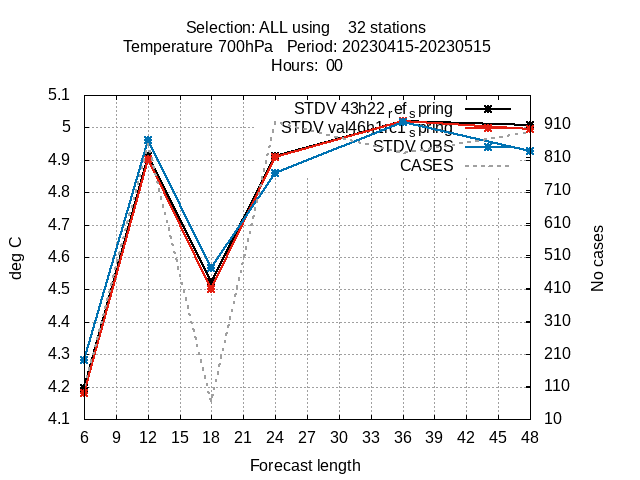 Selection: ALL using    32 stations
Temperature 700hPa   Period: 20230415-20230515
Hours:  00
STDV 43h22_ref_spring
STDV val46h1_rc1_spring
STDV OBS
CASES
5.1
5
4.9
4.8
4.7
4.6
4.5
4.4
4.3
4.2
4.1
deg C
910
810
710
610
510
410
310
210
110
10
No cases
6 9 12 15 18 21 24 27 30 33 36 39 42 45 48
Forecast length